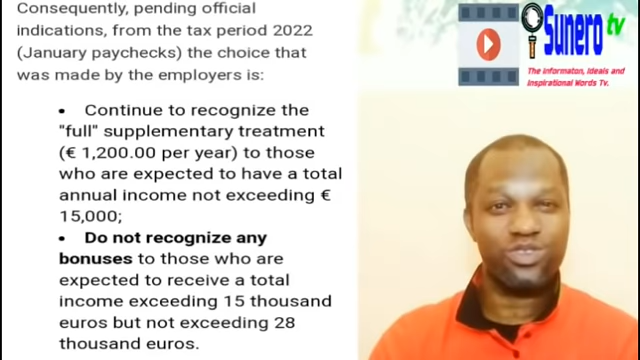 Consequently, pending official
indications, from the tax period 2022
(January paychecks) the choice that
was made by the employers is:
• Continue to recognize the
"full" supplementary treatment
(€ 1,200.00 per year) to those
who are expected to have a total
annual income not exceeding €
15,000;
• Do not recognize any
bonuses to those who are
expected to receive a total
income exceeding 15 thousand
euros but not exceeding 28
thousand euros.
Sunero tv
The Informaton, Ideals and
Inspirational Words Tv.